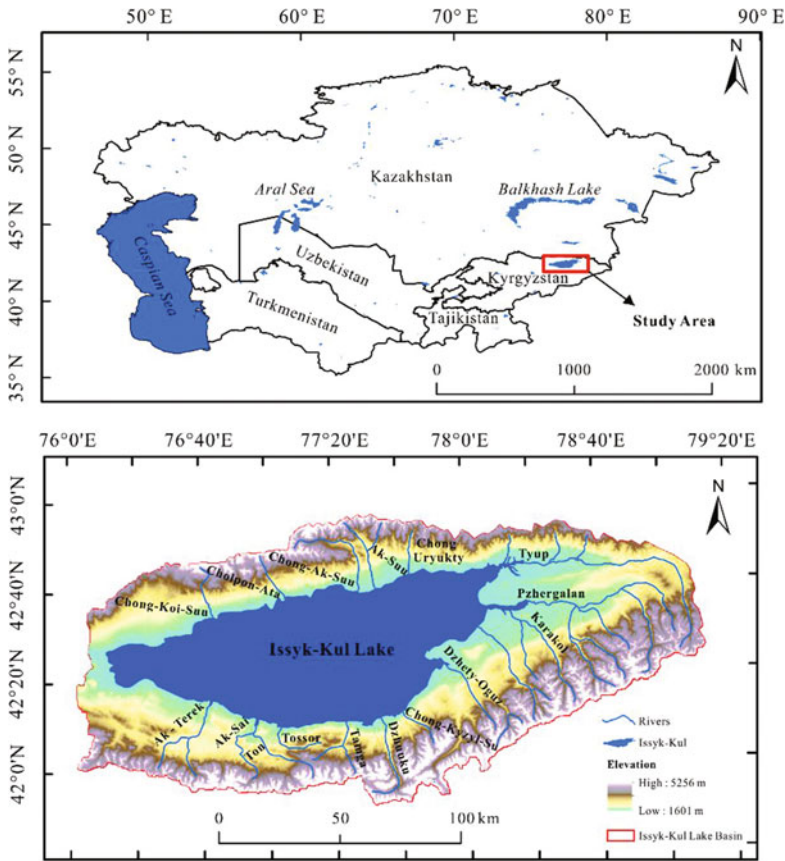 50°E 60°E 70°E 80°E 90°E
N
55°N
50°N
45°N
40°N
35°N
Kazakhstan
Aral Sea
Balkhash Lake
Caspian Sea
Uzbekistan
Kyrgyzstan
Turkmenistan
Tajikistan
Study Area
0 1000 2000 km
76°0'E 76°40'E 77°20'E 78°0'E 78°40'E 79°20'E
N
43°0'N
42°40'N
42°20'N
42°0'N
Chong
Uryukty
Tyup
Ak-Suu
Chong-Ak-Suu
Cholpon-Ata
Chong-Koi-Suu
Pzhergalan
Karakol
Issyk-Kul Lake
Dzhety-Oguz
Chong-Kyzyl-Su
Ak-Terek
Ak-Sai
Ton
Tossor
Tamga
Dzhuuku
Rivers
Issyk-Kul
Elevation
High : 5256 m
Low : 1601 m
Issyk-Kul Lake Basin
0 50 100 km